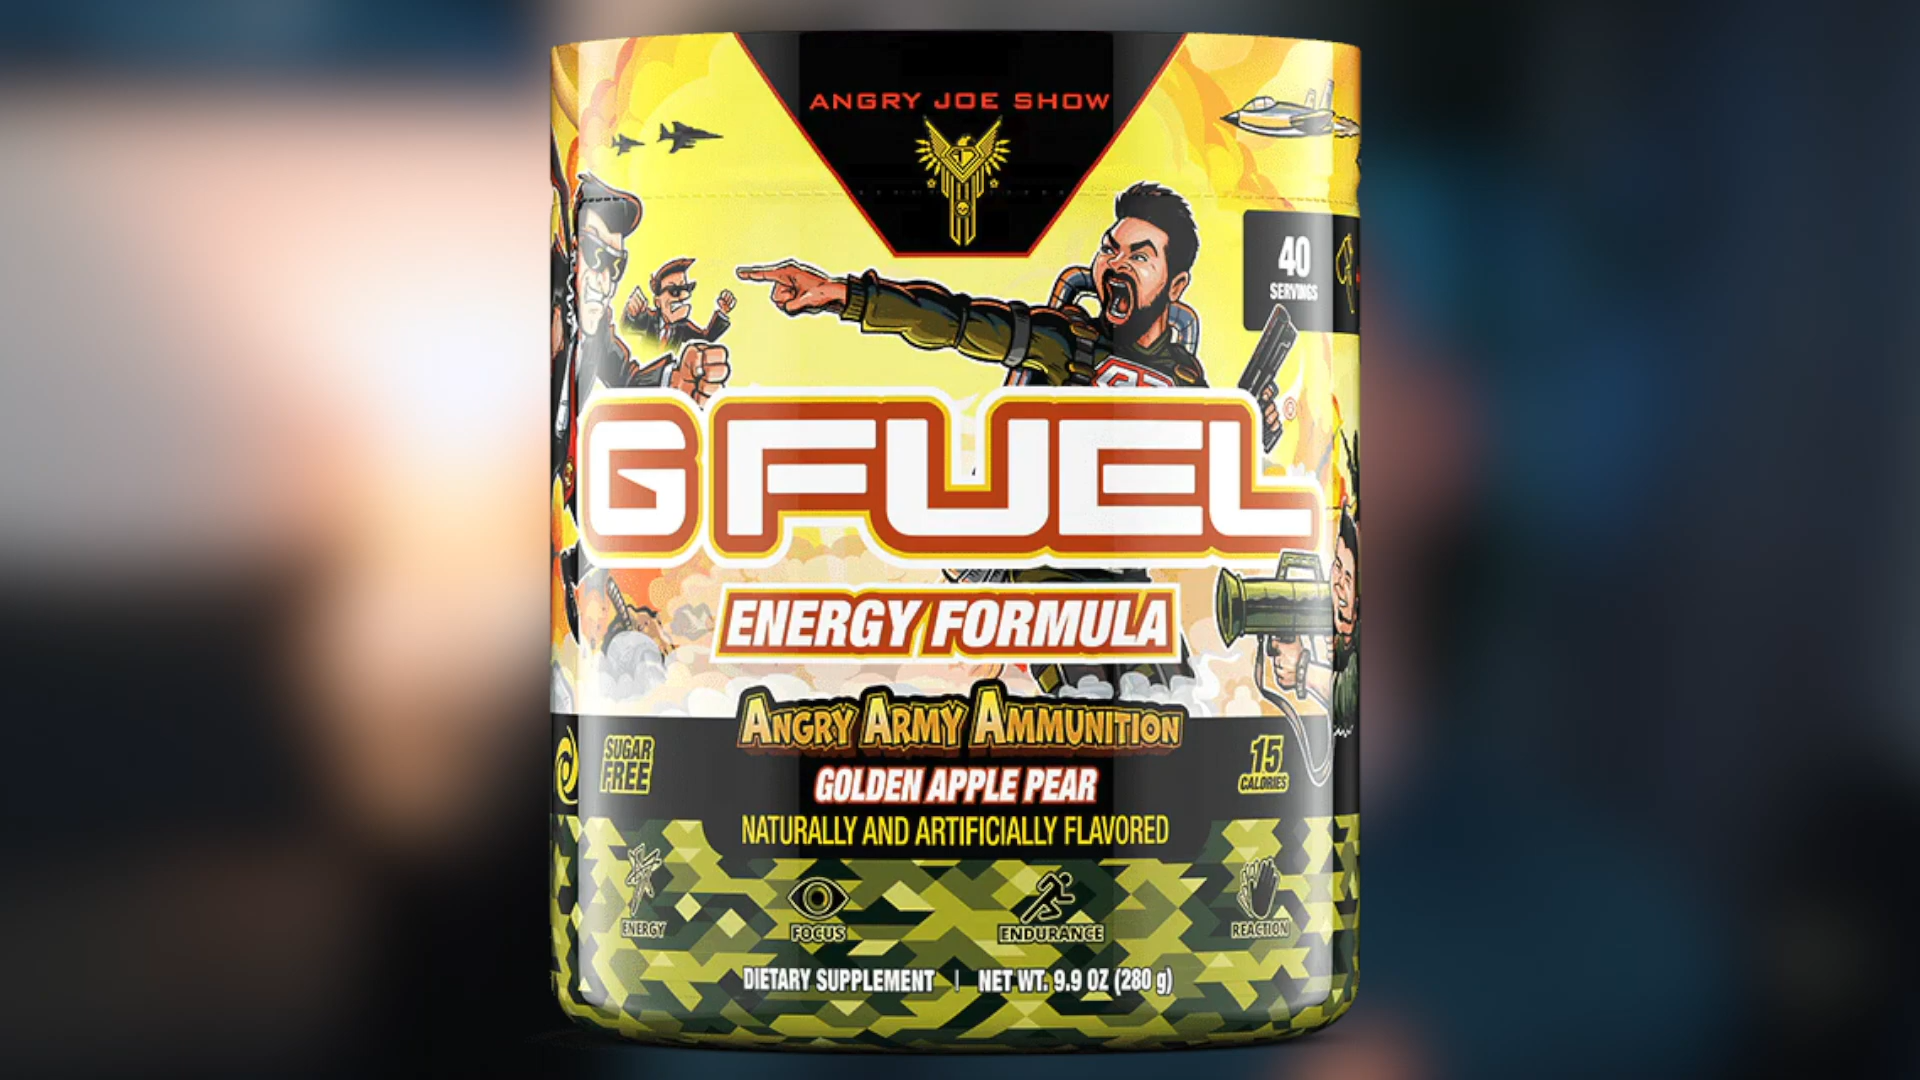 ANGRY JOE SHOW
40
SERVINGS
G FUEL®
ENERGY FORMULA
ANGRY ARMY AMMUNITION
SUGAR
FREE
15
CALORIES
GOLDEN APPLE PEAR
NATURALLY AND ARTIFICIALLY FLAVORED
ENERGY
FOCUS
ENDURANCE
REACTION
DIETARY SUPPLEMENT | NET WT. 9.9 OZ (280 g)